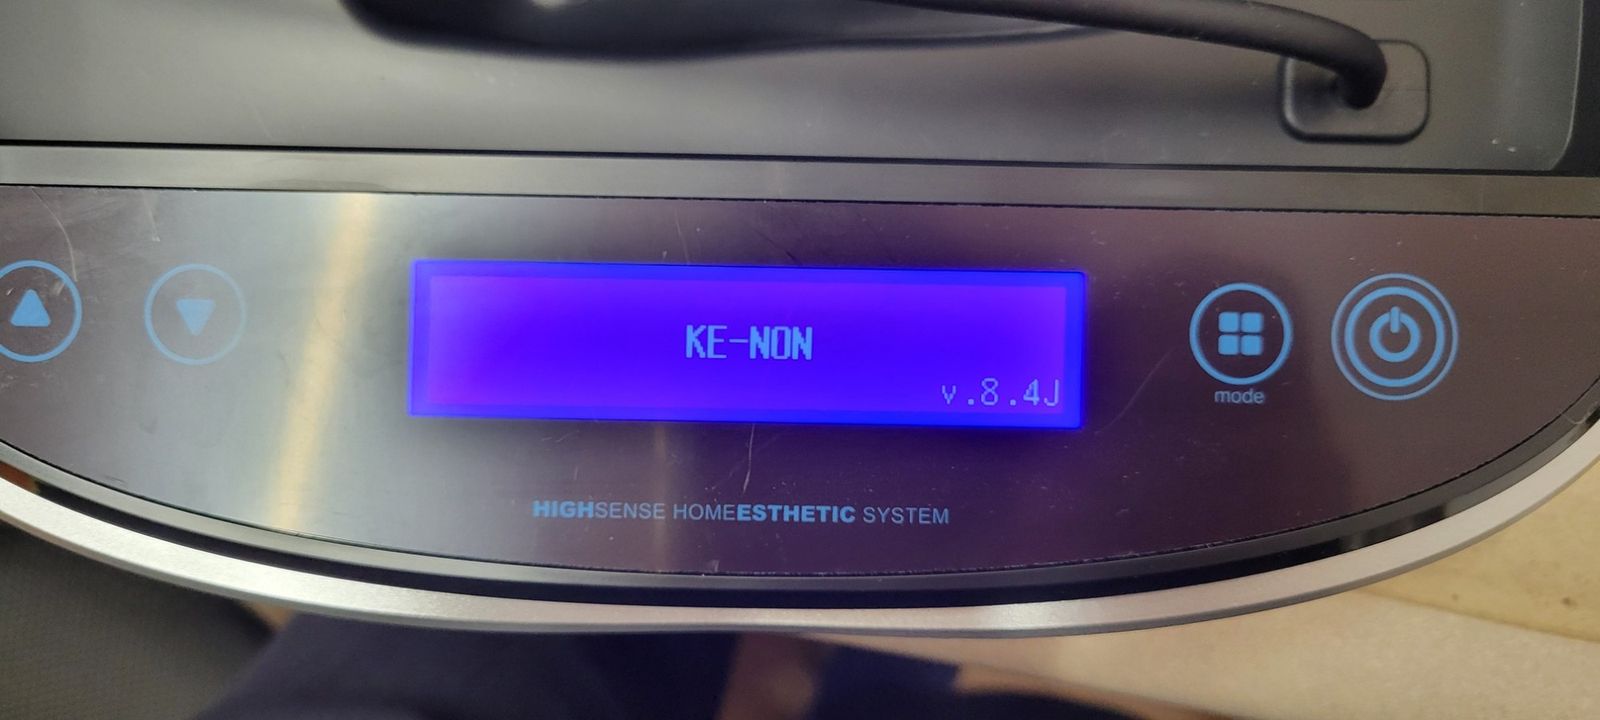 KE-NON
v.8.4J
mode
HIGHSENSE HOMEESTHETIC SYSTEM